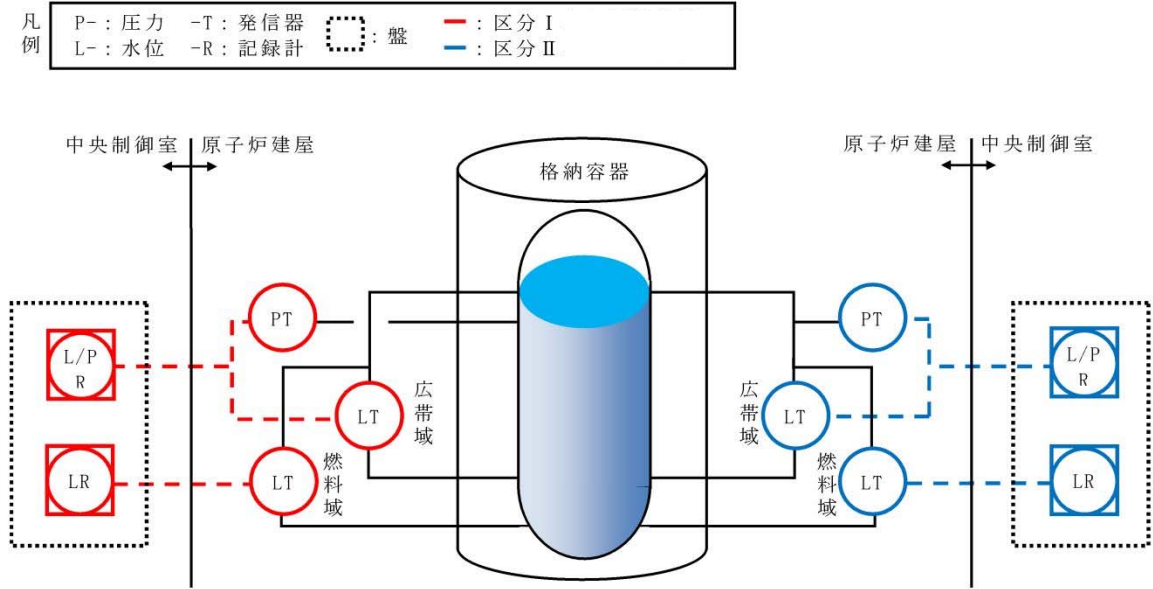 凡例
P-：圧力 -T：発信器 ：盤 ：区分Ⅰ
L-：水位 -R：記録計 ：区分Ⅱ
中央制御室 原子炉建屋
原子炉建屋 中央制御室
格納容器
PT
L/P
R
LT
広帯域
LR
LT
燃料域
PT
L/P
R
LT
広帯域
LT
燃料域
LR